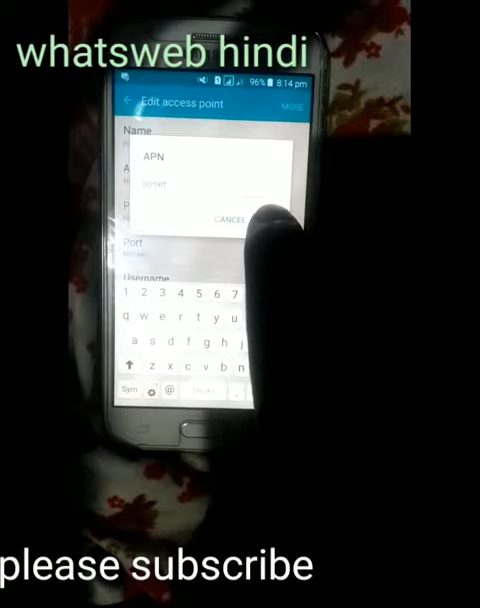 whatsweb hindi
96% 8:14 pm
Edit access point MORE
Name
APN
CANCEL
Port
Username
1 2 3 4 5 6 7
q w e r t y u
a s d f g h j
z x c v b n
Sym @ .
please subscribe